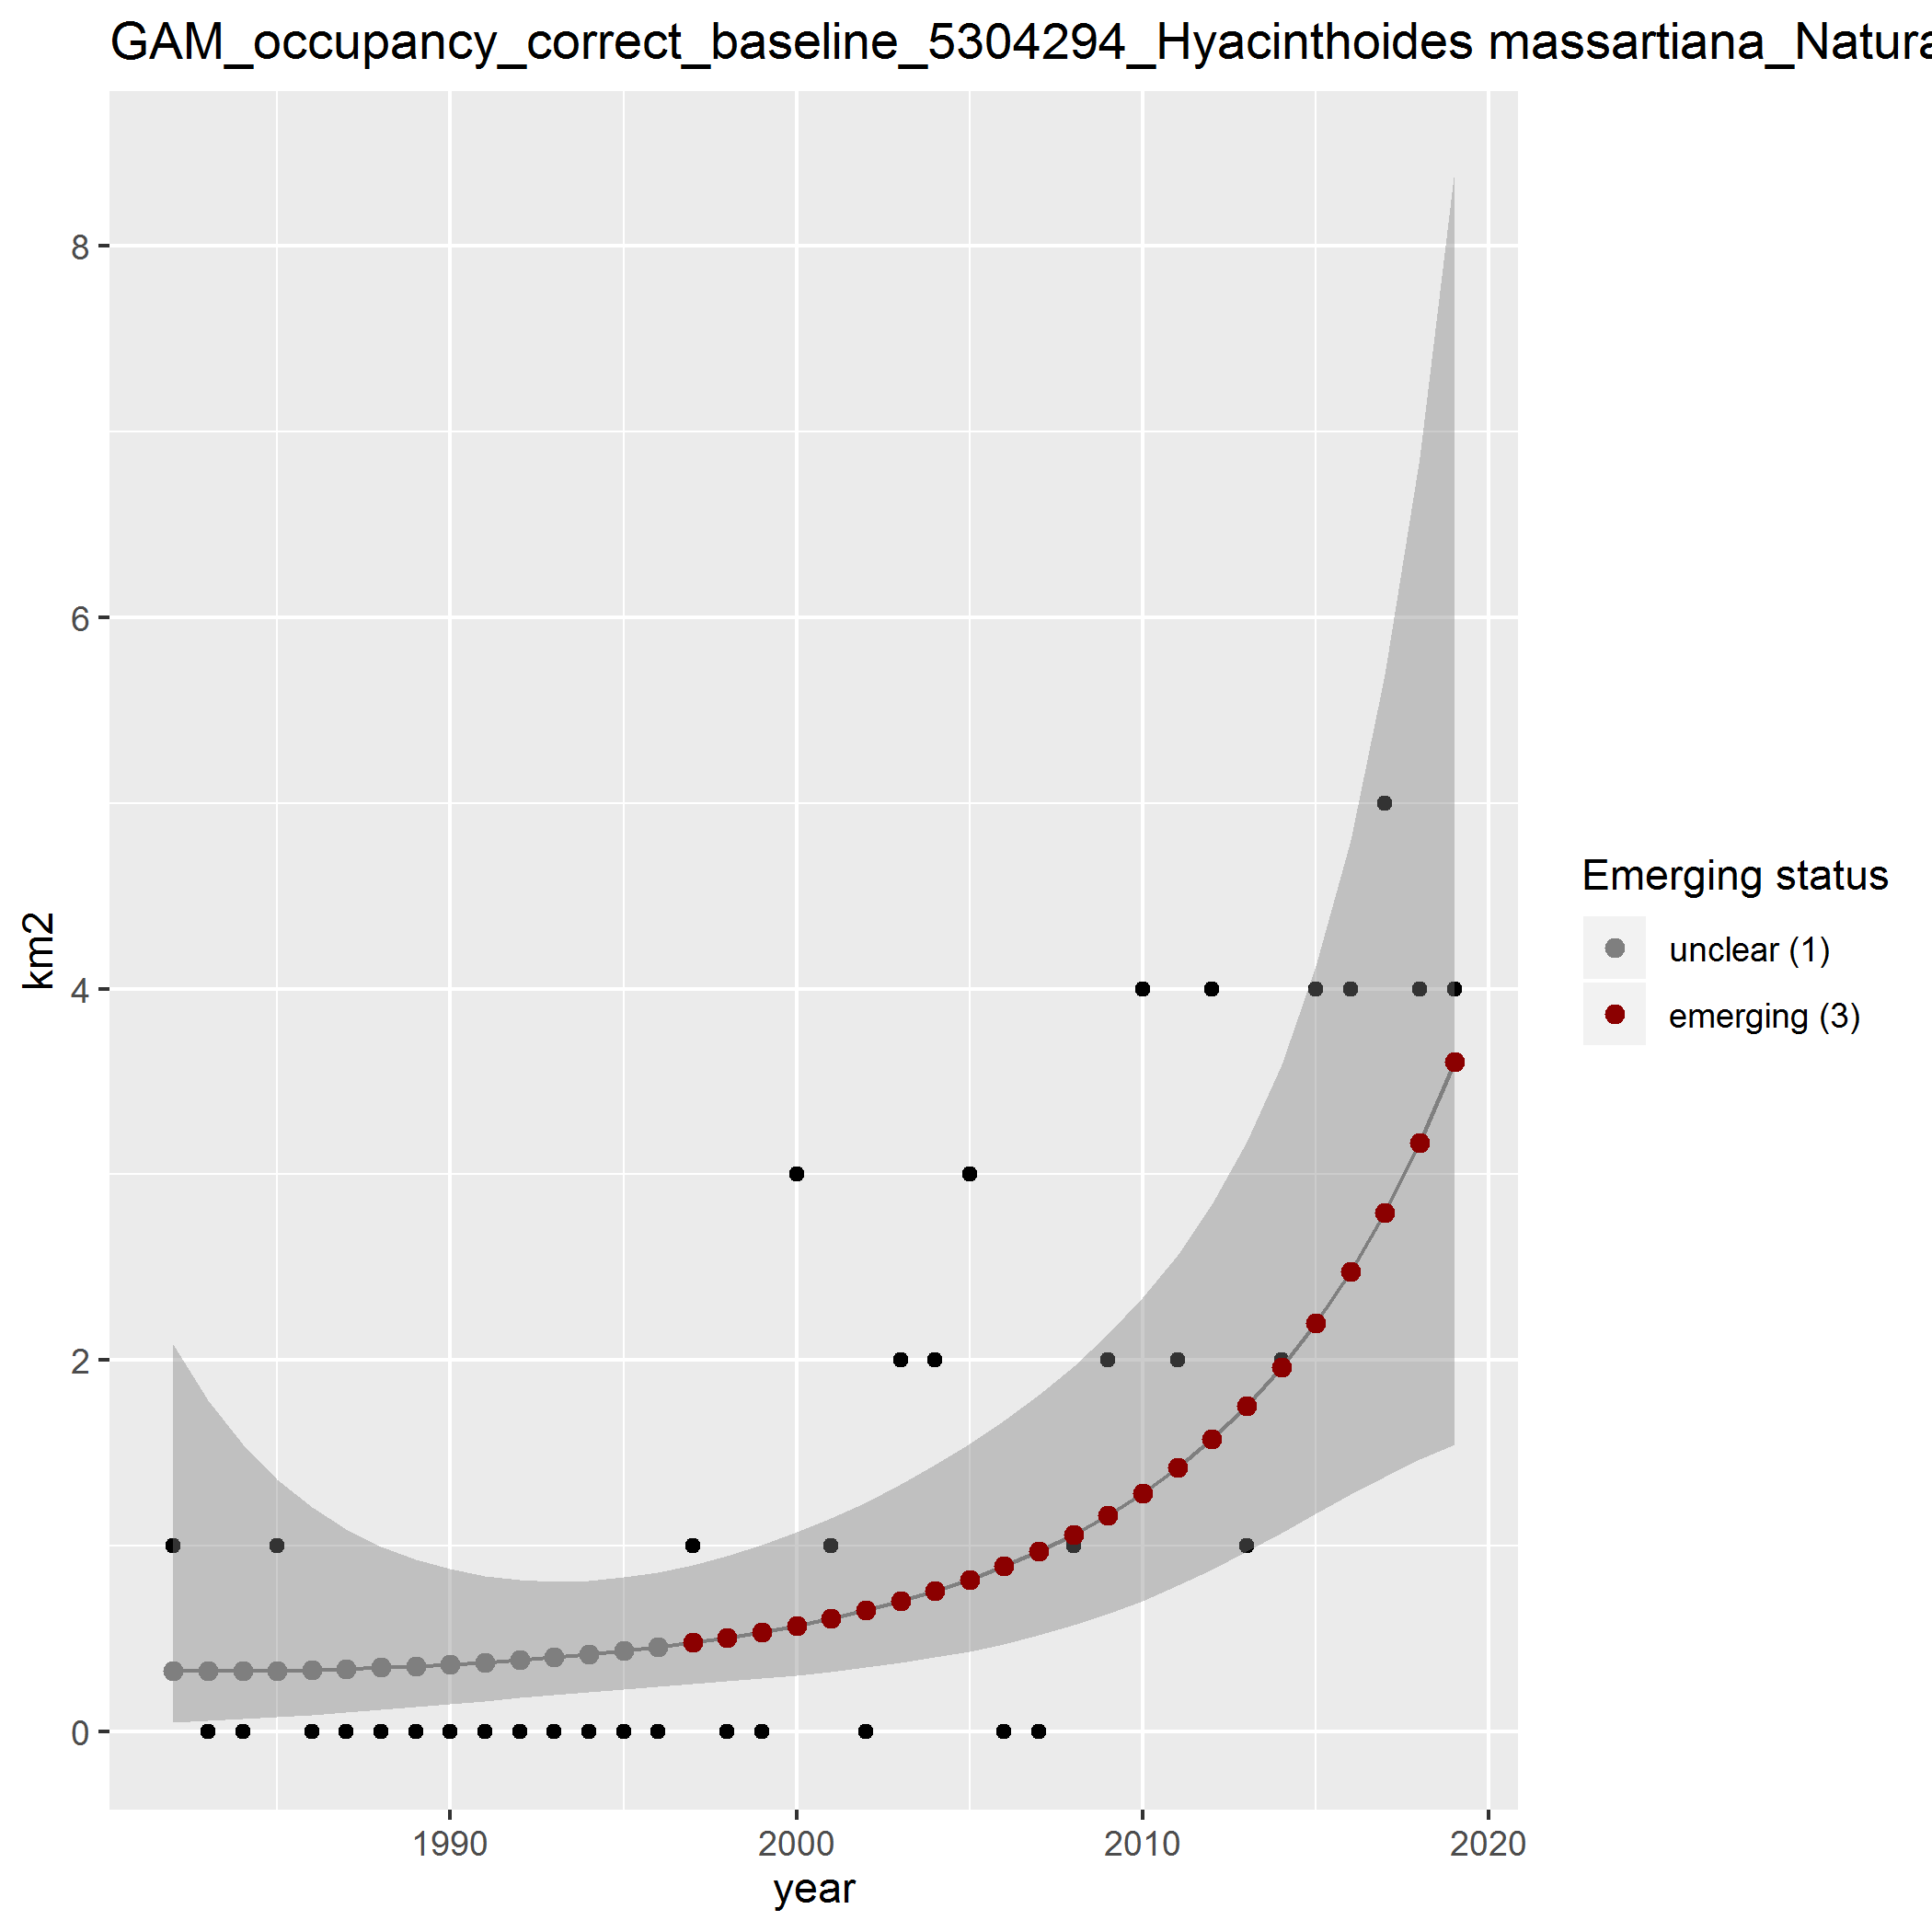 GAM_occupancy_correct_baseline_5304294_Hyacinthoides massartiana_Natura
8
6
4
2
0
km2
1990 2000 2010 2020
year
Emerging status
unclear (1)
emerging (3)